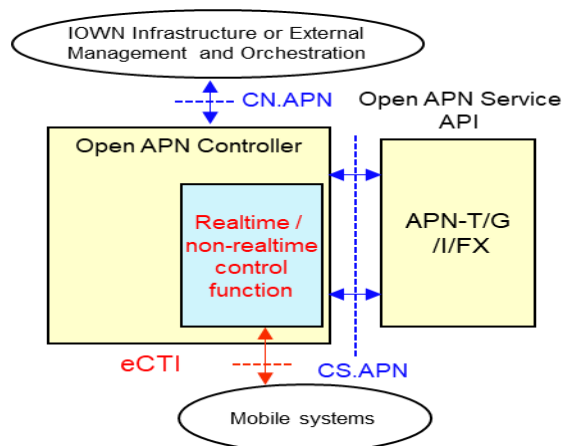 IOWN Infrastructure or External
Management and Orchestration
CN.APN
Open APN Service
API
Open APN Controller
Realtime /
non-realtime
control
function
APN-T/G
/I/FX
eCTI
CS.APN
Mobile systems